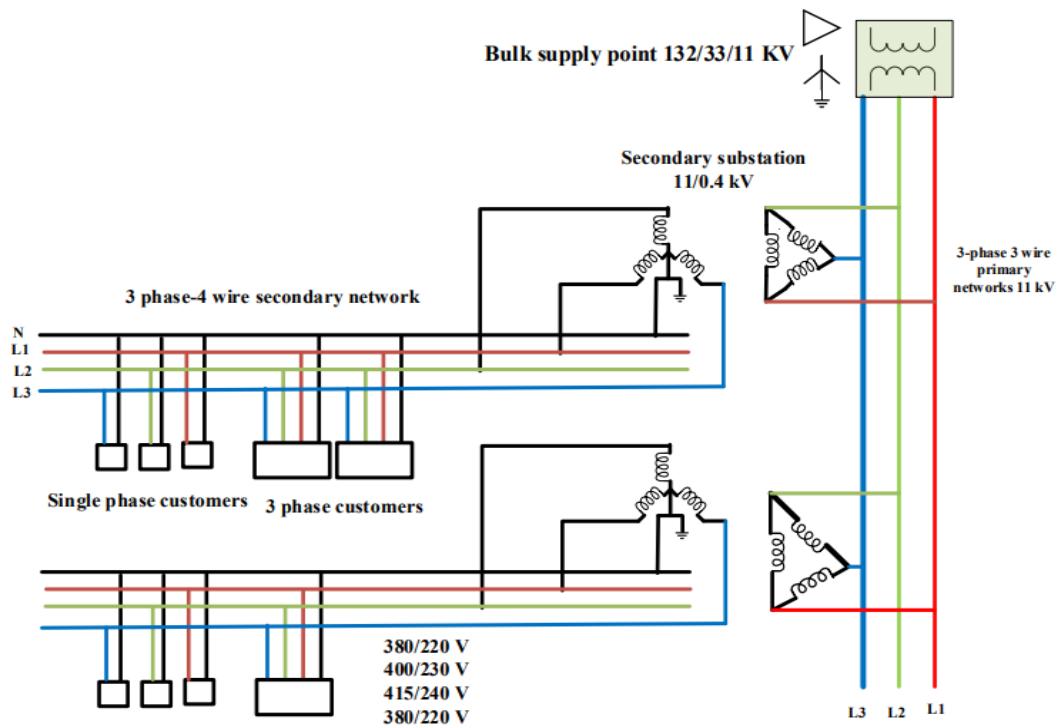 Bulk supply point 132/33/11 KV
Secondary substation
11/0.4 kV
3-phase 3 wire
primary
networks 11 kV
3 phase-4 wire secondary network
N
L1
L2
L3
Single phase customers
3 phase customers
380/220 V
400/230 V
415/240 V
380/220 V
L3
L2
L1